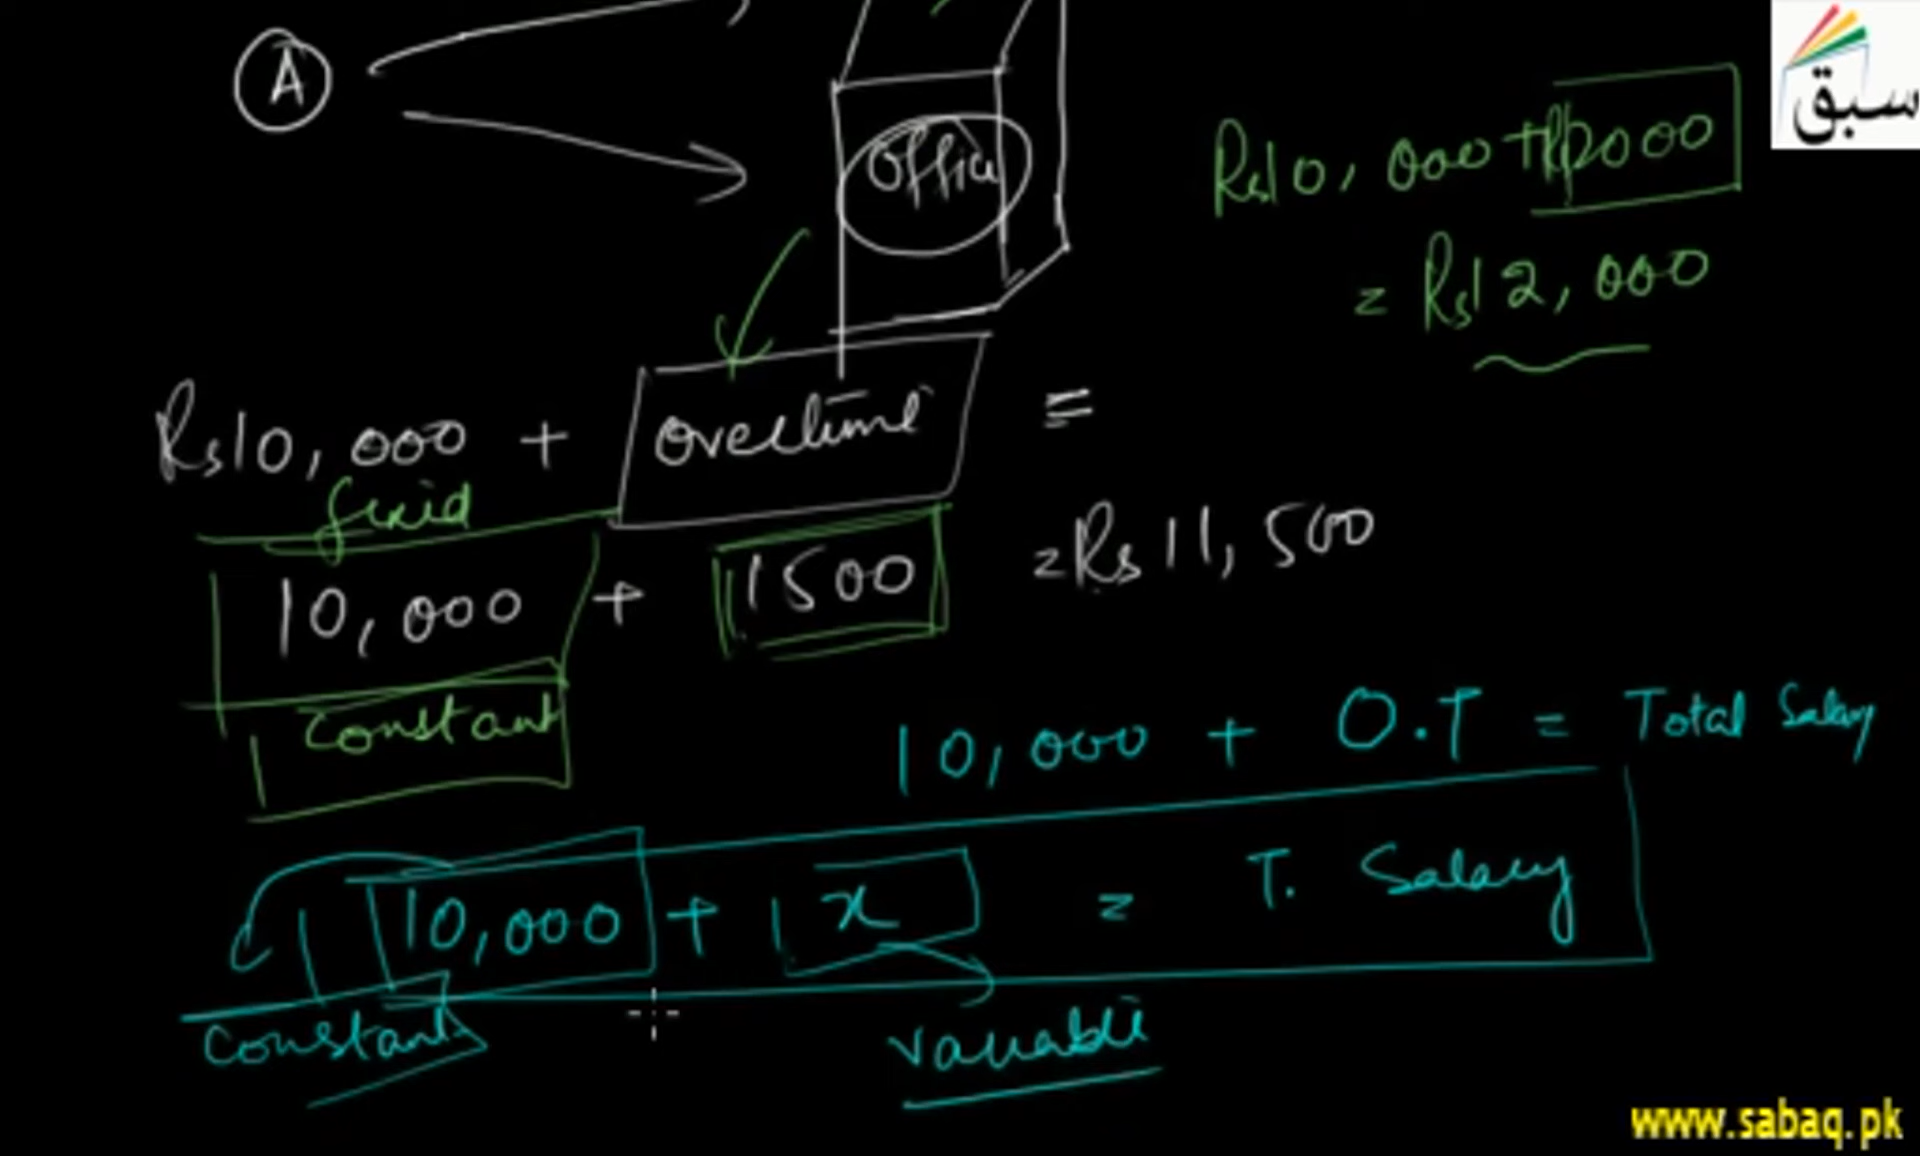 A
Office
سبق
Rs10,000 + Rs2000
= Rs12,000
Rs10,000 + overtime =
fixed
10,000 + 1500 = Rs 11,500
constant
10,000 + O.T = Total Salary
10,000 + x = T. Salary
constant
variable
www.sabaq.pk